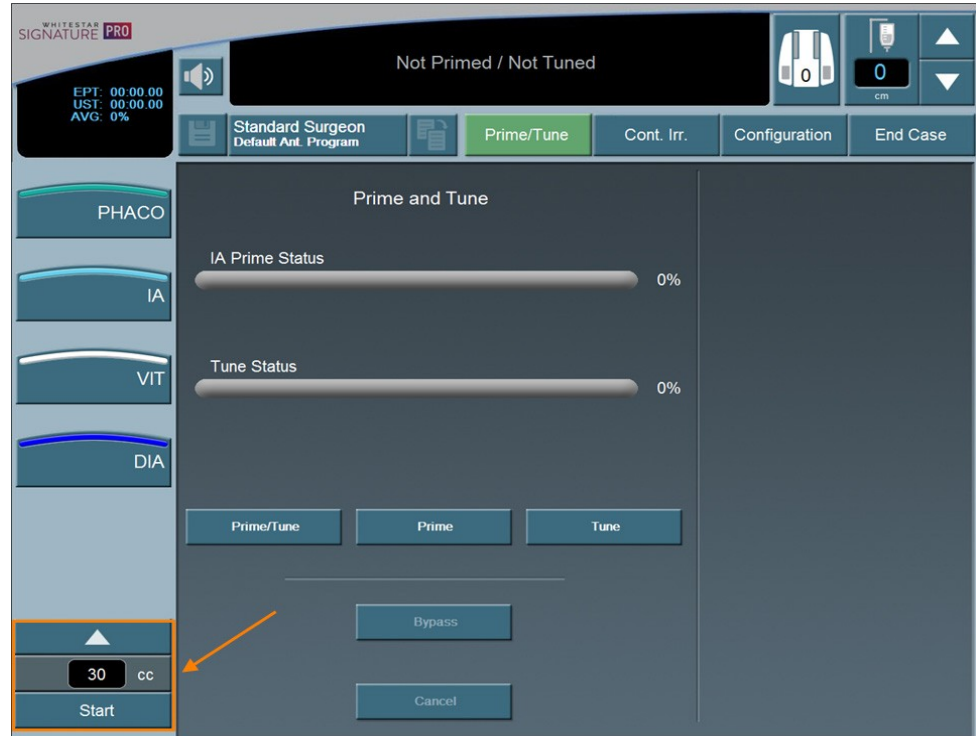 WHITESTAR
SIGNATURE PRO
EPT: 00:00.00
UST: 00:00.00
AVG: 0%
Not Primed / Not Tuned
0
0
cm
Standard Surgeon
Default Ant. Program
Prime/Tune
Cont. Irr.
Configuration
End Case
PHACO
IA
VIT
DIA
Prime and Tune
IA Prime Status
0%
Tune Status
0%
Prime/Tune
Prime
Tune
Bypass
Cancel
30 cc
Start